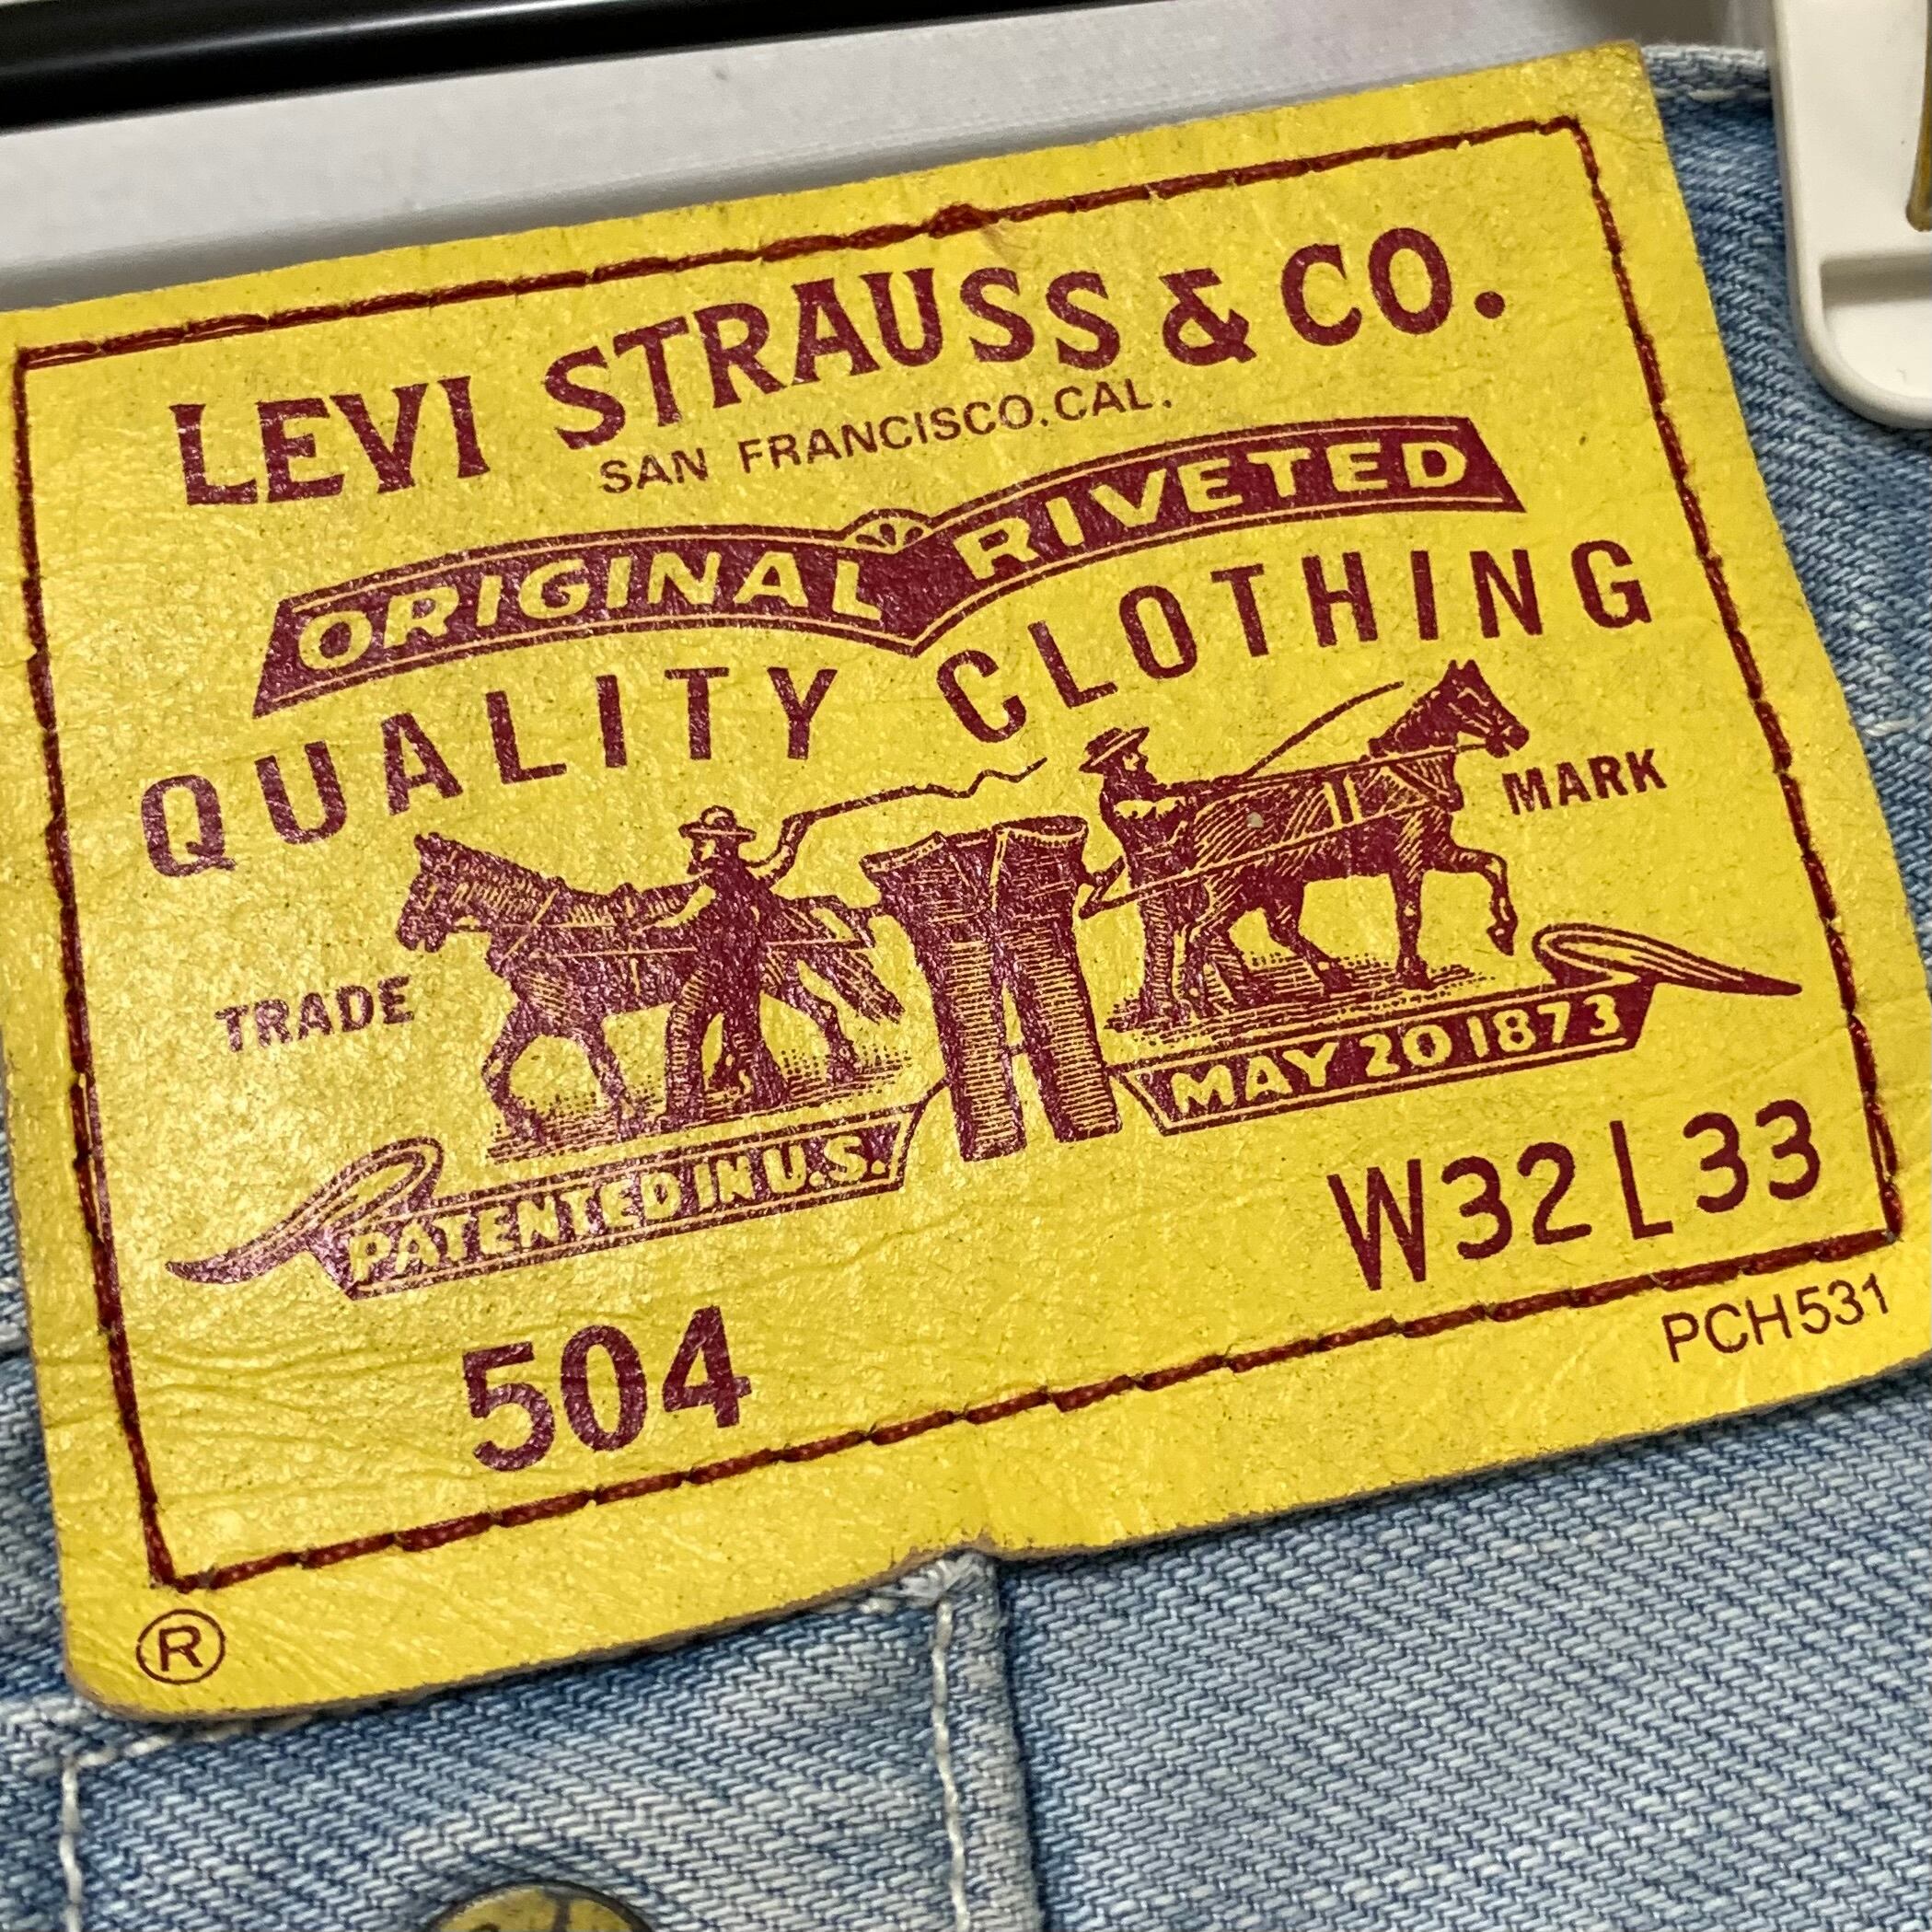 LEVI STRAUSS & CO.
SAN FRANCISCO, CAL.
ORIGINAL RIVETED
QUALITY CLOTHING
TRADE MARK
PATENTED IN U.S. MAY 20 1873
504 W32 L33
PCH531
®